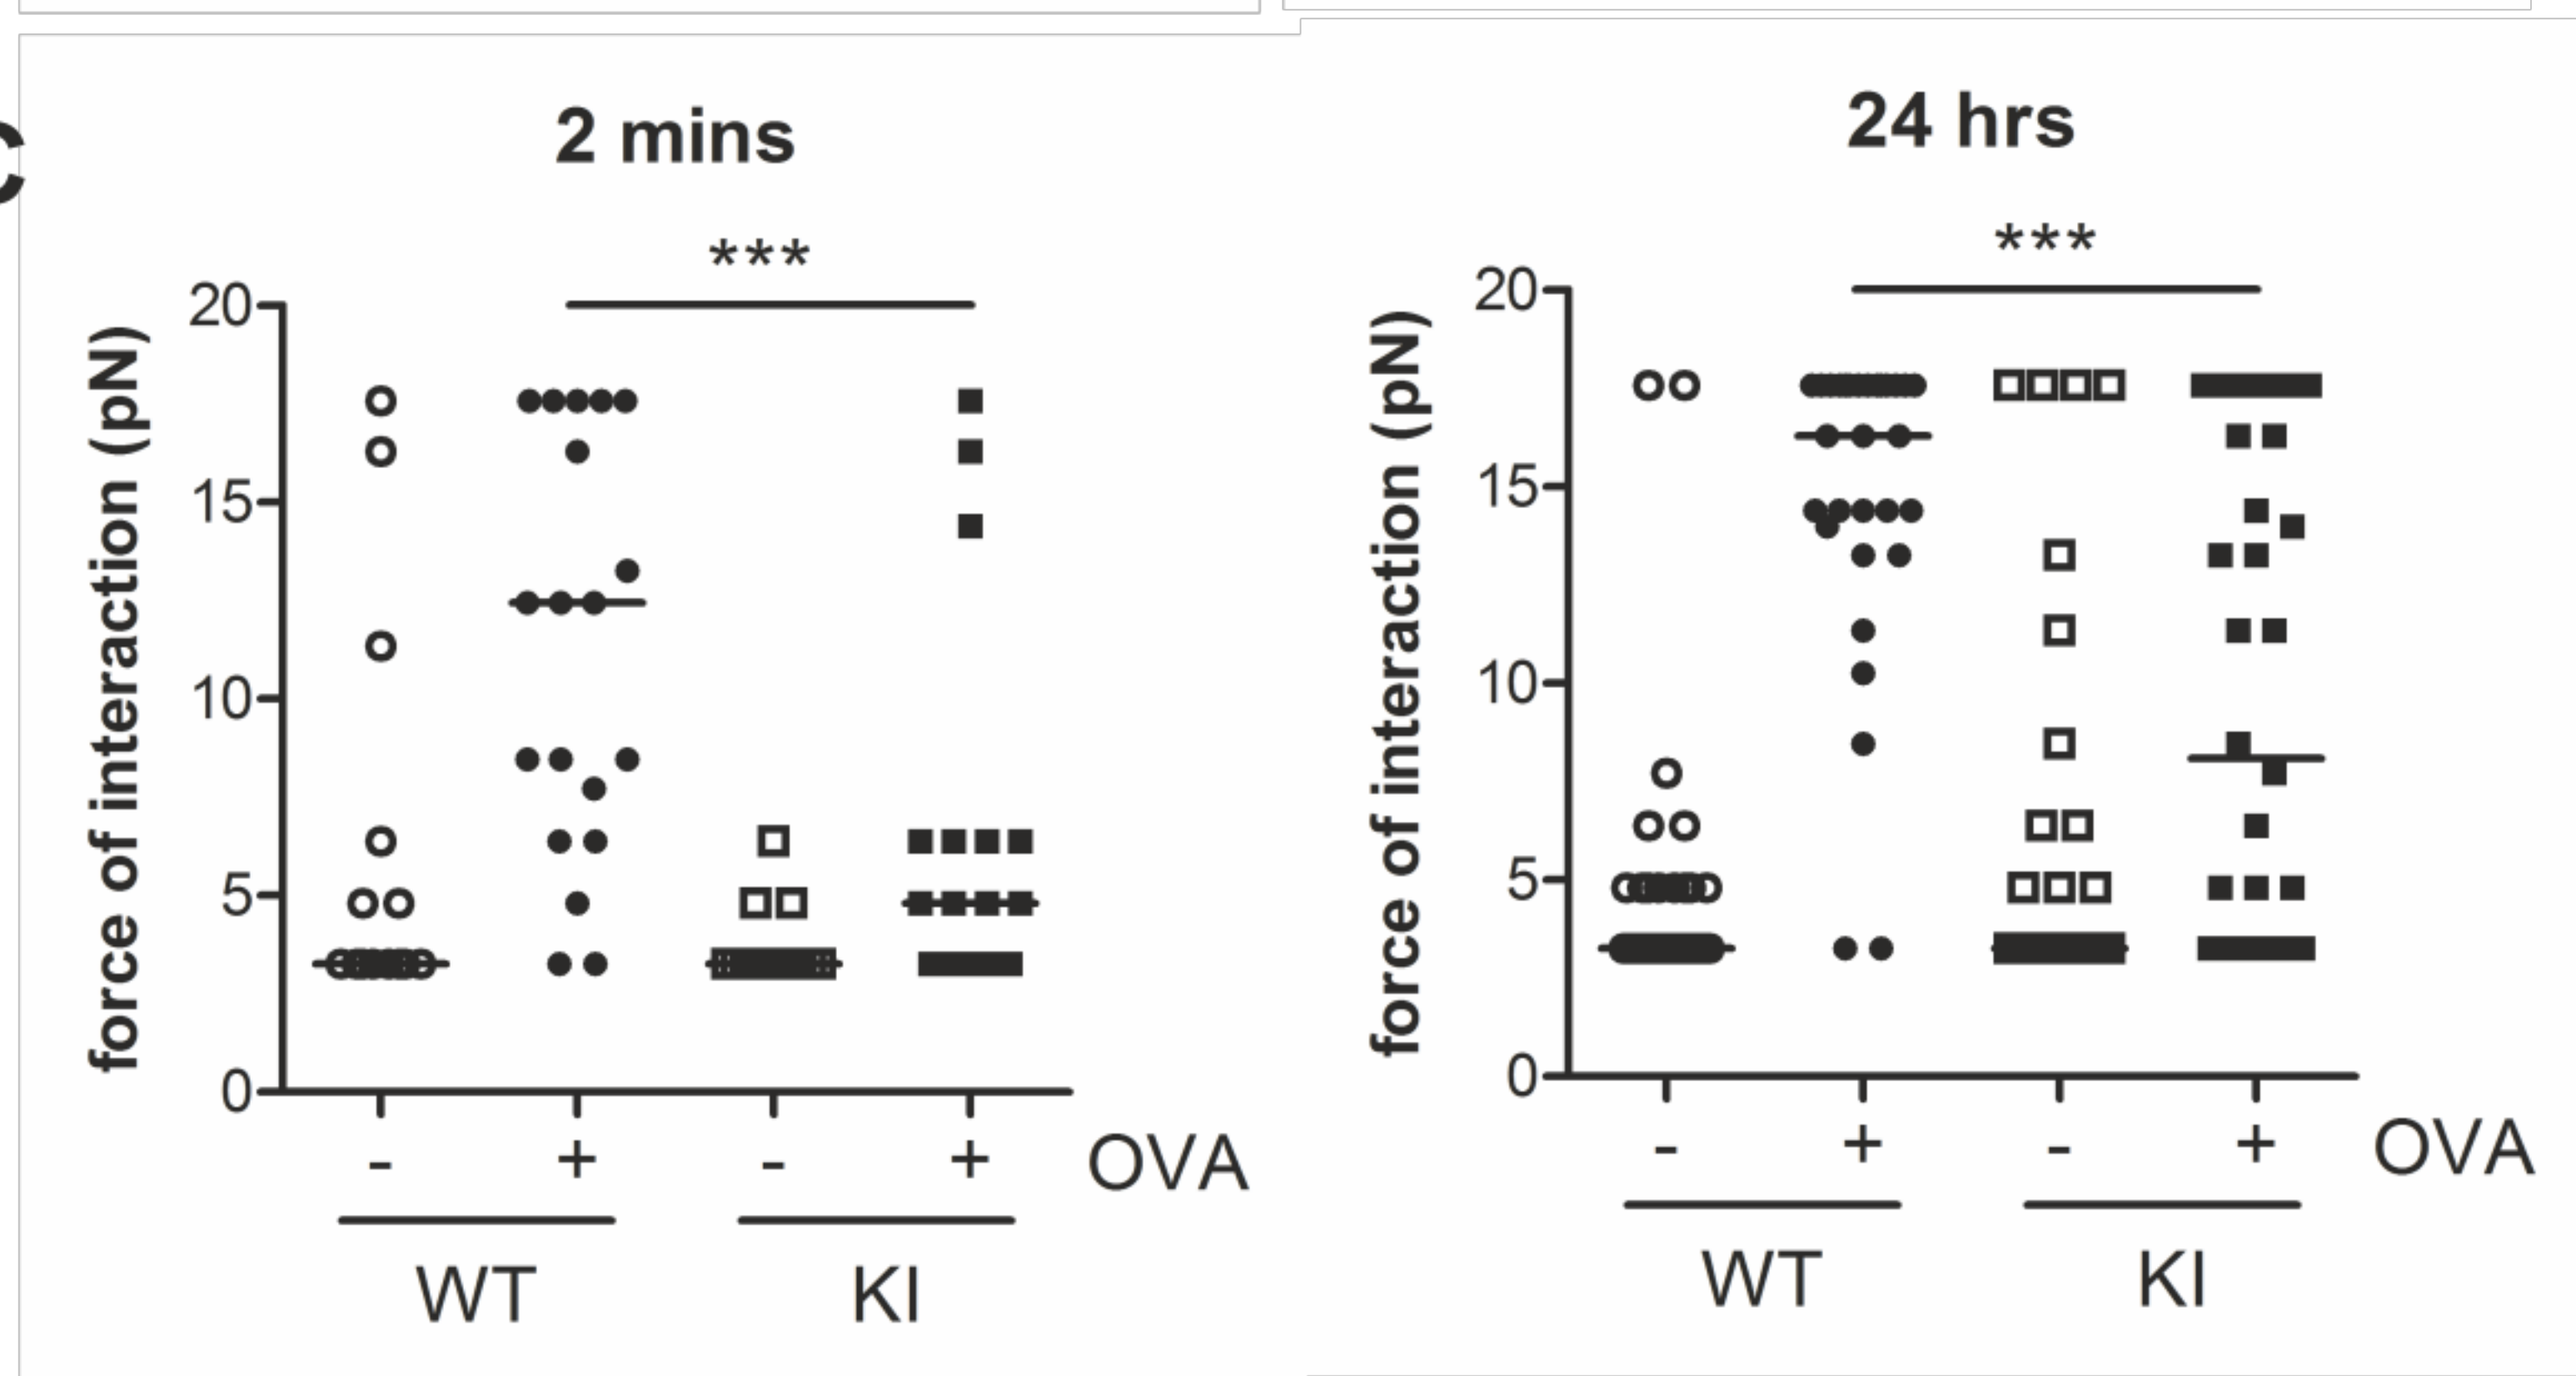 C
2 mins
***
force of interaction (pN)
20
15
10
5
0
- + - + OVA
WT KI
24 hrs
***
force of interaction (pN)
20
15
10
5
0
- + - + OVA
WT KI